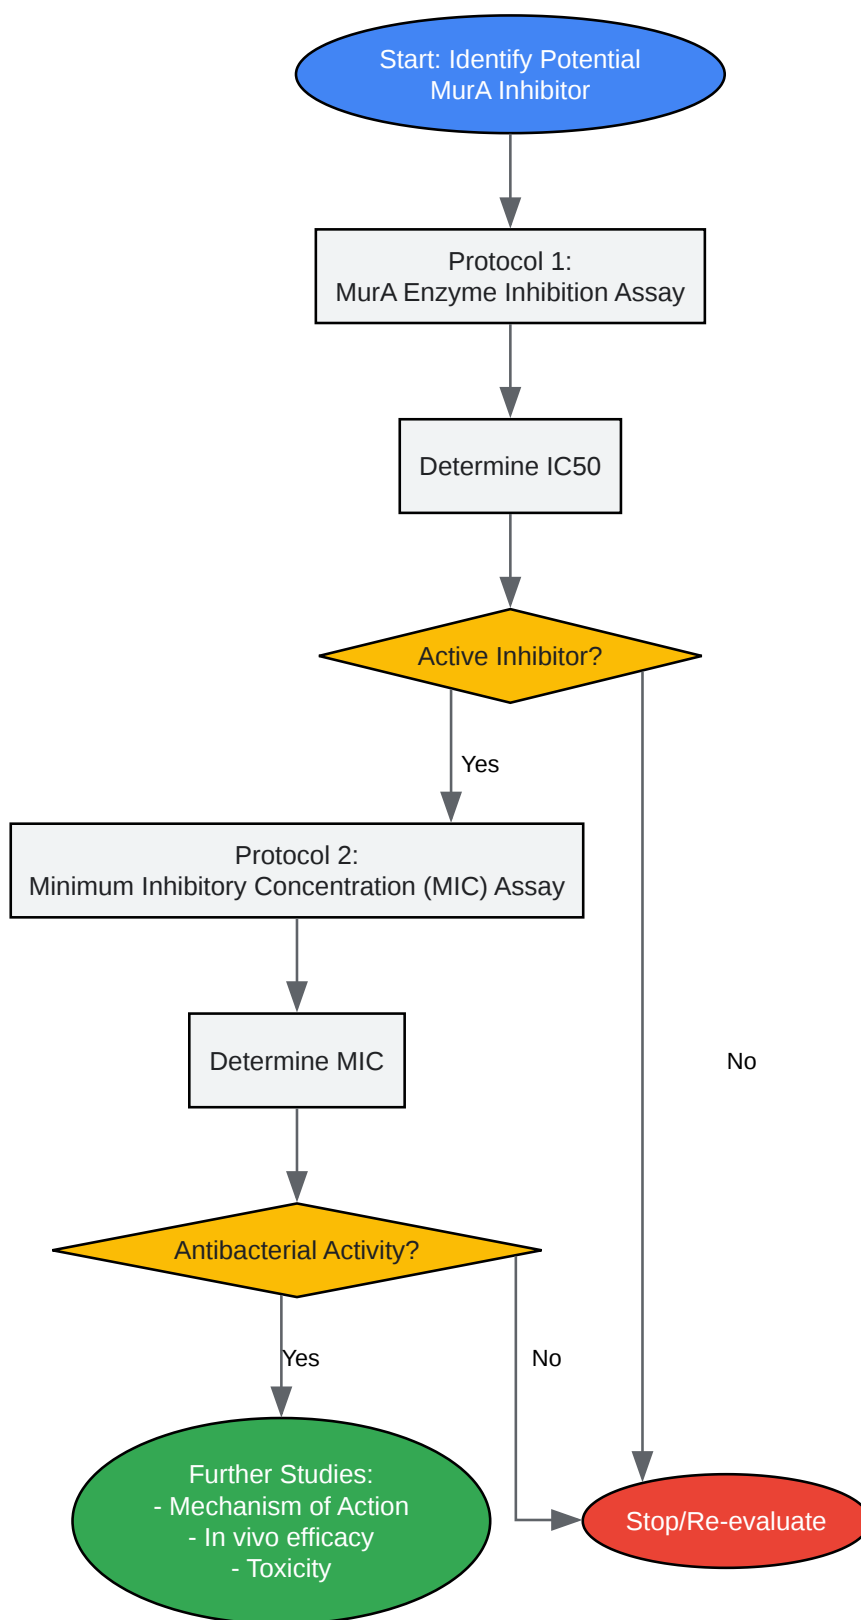 Start: Identify Potential
MurA Inhibitor
Protocol 1:
MurA Enzyme Inhibition Assay
Determine IC50
Active Inhibitor?
Yes
Protocol 2:
Minimum Inhibitory Concentration (MIC) Assay
Determine MIC
No
Antibacterial Activity?
Yes
No
Further Studies:
- Mechanism of Action
- In vivo efficacy
- Toxicity
Stop/Re-evaluate